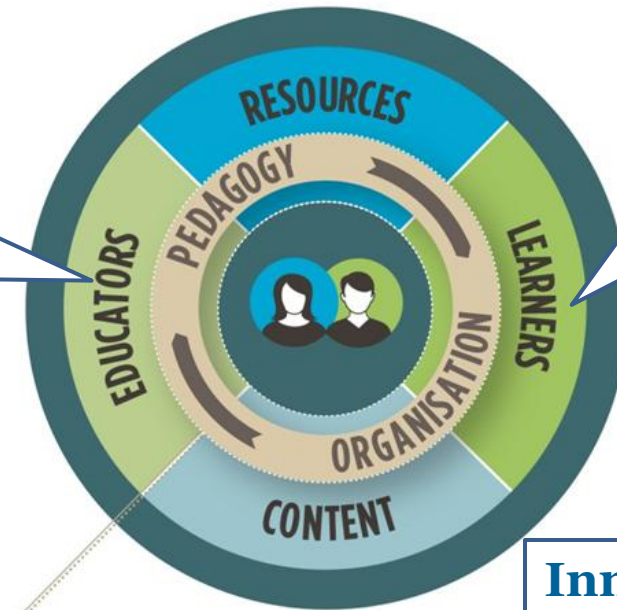 RESOURCES
PEDAGOGY
EDUCATORS
LEARNERS
ORGANISATION
CONTENT